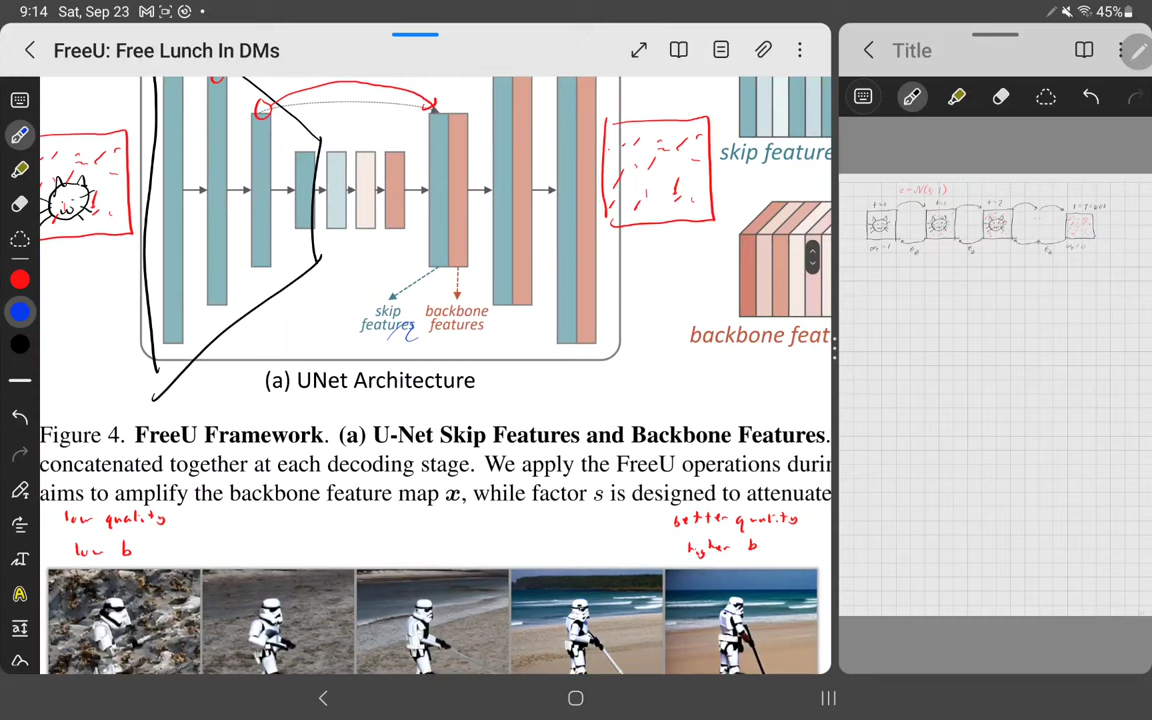 9:14 Sat, Sep 23
45%
FreeU: Free Lunch In DMs
Title
skip feature
skip
features
backbone
features
backbone feat
(a) UNet Architecture
Figure 4. FreeU Framework. (a) U-Net Skip Features and Backbone Features.
concatenated together at each decoding stage. We apply the FreeU operations durin
aims to amplify the backbone feature map x, while factor s is designed to attenuate
low quality
low b
better quality
higher b